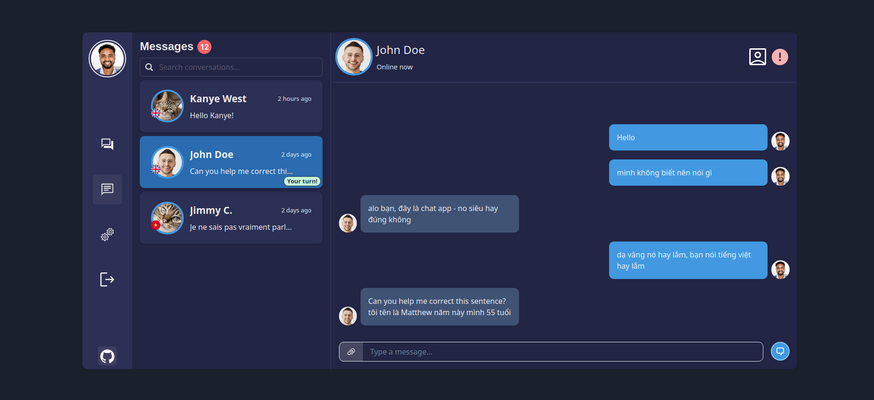 Messages 12
Search conversations...
Kanye West 2 hours ago
Hello Kanye!
John Doe 2 days ago
Can you help me correct thi...
Your turn!
Jimmy C. 2 days ago
Je ne sais pas vraiment parl...
John Doe
Online now
!
Hello
mình không biết nên nói gì
alo bạn, đây là chat app - no siêu hay
đúng không
dạ vâng nó hay lắm, bạn nói tiếng việt
hay lắm
Can you help me correct this sentence?
tôi tên là Matthew năm này mình 55 tuổi
Type a message...